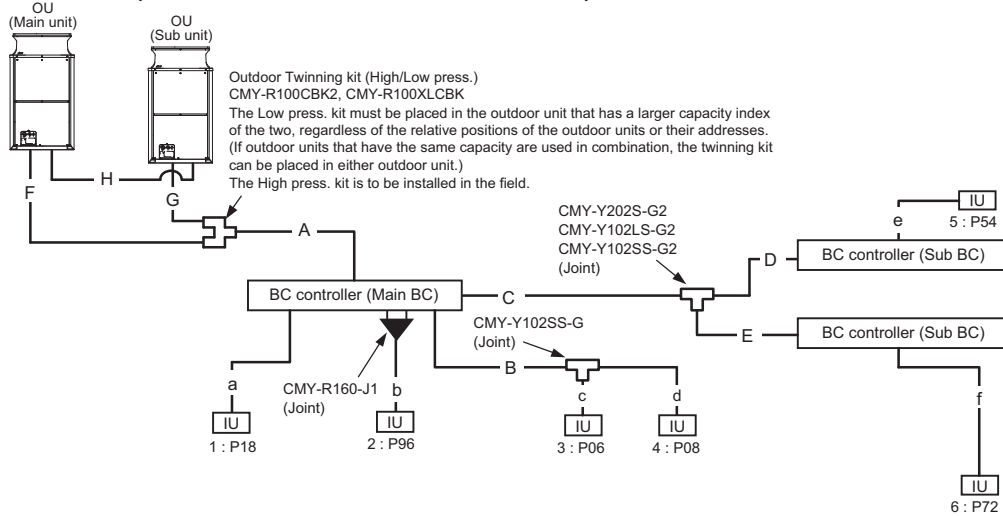 OU
(Main unit)
OU
(Sub unit)
Outdoor Twinning kit (High/Low press.)
CMY-R100CBK2, CMY-R100XLCBK
The Low press. kit must be placed in the outdoor unit that has a larger capacity index
of the two, regardless of the relative positions of the outdoor units or their addresses.
(If outdoor units that have the same capacity are used in combination, the twinning kit
can be placed in either outdoor unit.)
The High press. kit is to be installed in the field.
F
H
G
A
CMY-Y202S-G2
CMY-Y102LS-G2
CMY-Y102SS-G2
(Joint)
e
IU
5 : P54
D
BC controller (Sub BC)
BC controller (Main BC)
C
E
BC controller (Sub BC)
CMY-Y102SS-G
(Joint)
B
a
CMY-R160-J1
(Joint)
b
c
d
f
IU
1 : P18
IU
2 : P96
IU
3 : P06
IU
4 : P08
IU
6 : P72